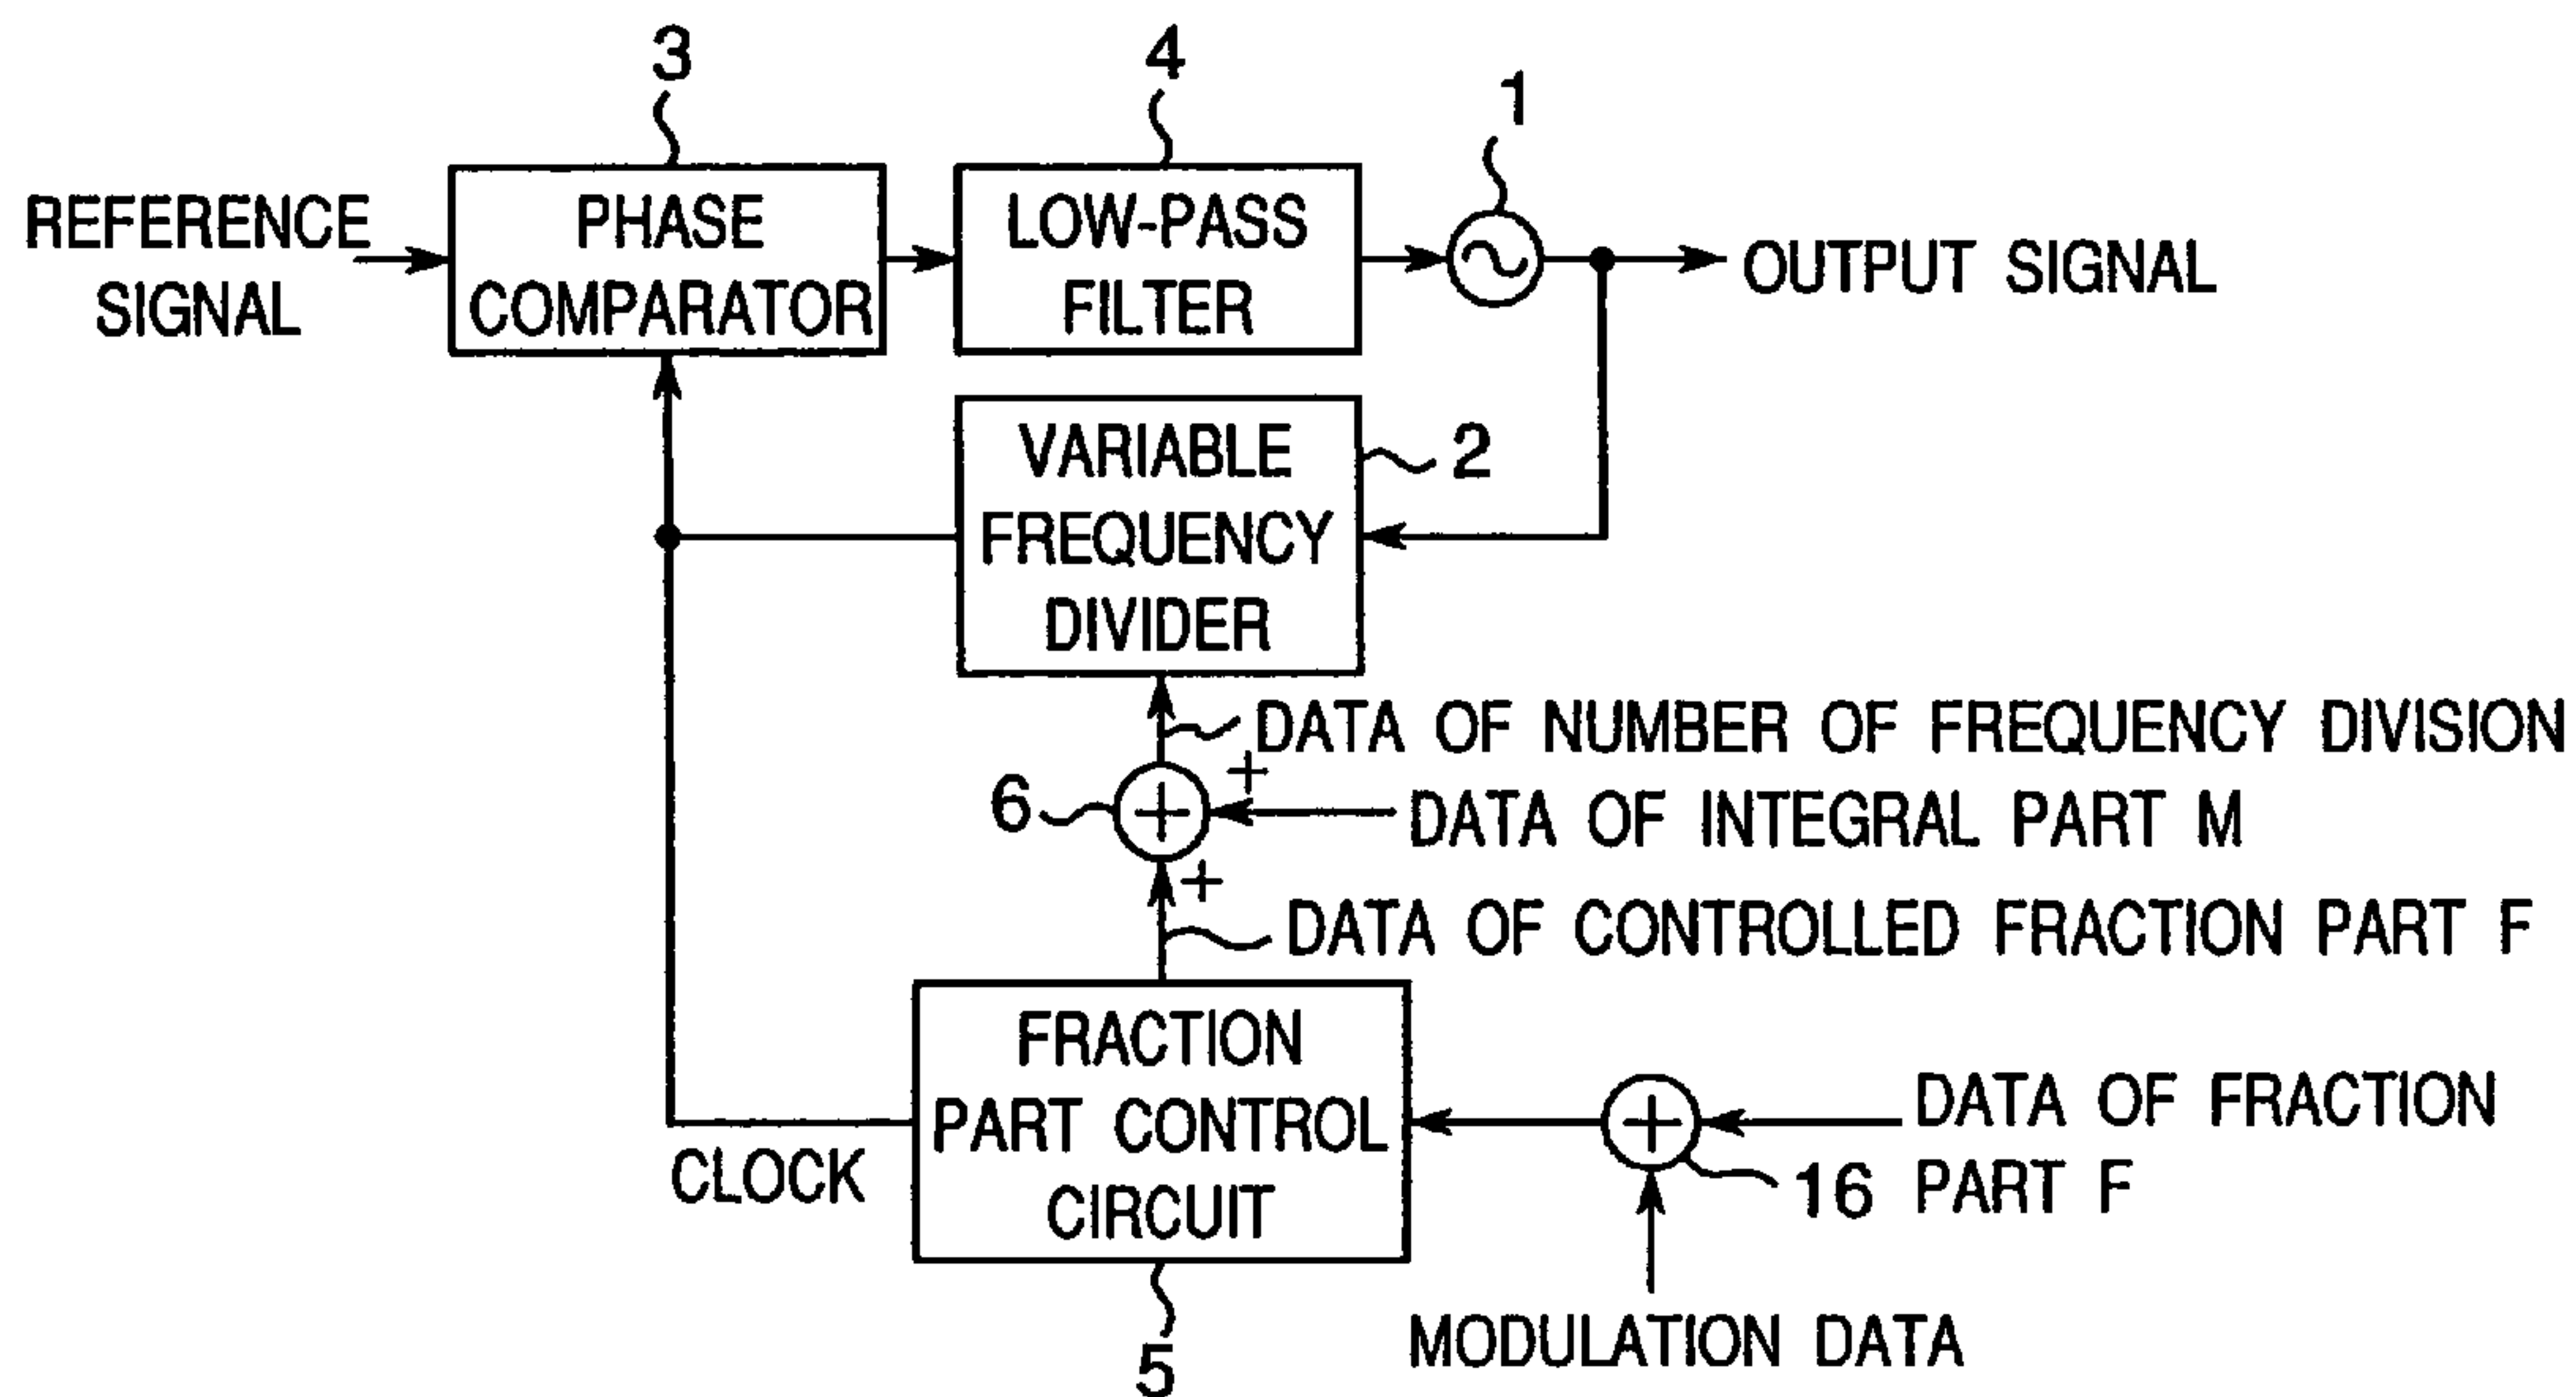 3
4
1
REFERENCE
SIGNAL
PHASE
COMPARATOR
LOW-PASS
FILTER
OUTPUT SIGNAL
VARIABLE
FREQUENCY
DIVIDER
2
DATA OF NUMBER OF FREQUENCY DIVISION
6
+
+
DATA OF INTEGRAL PART M
+
DATA OF CONTROLLED FRACTION PART F
FRACTION
PART CONTROL
CIRCUIT
CLOCK
+
DATA OF FRACTION
PART F
16
MODULATION DATA
5